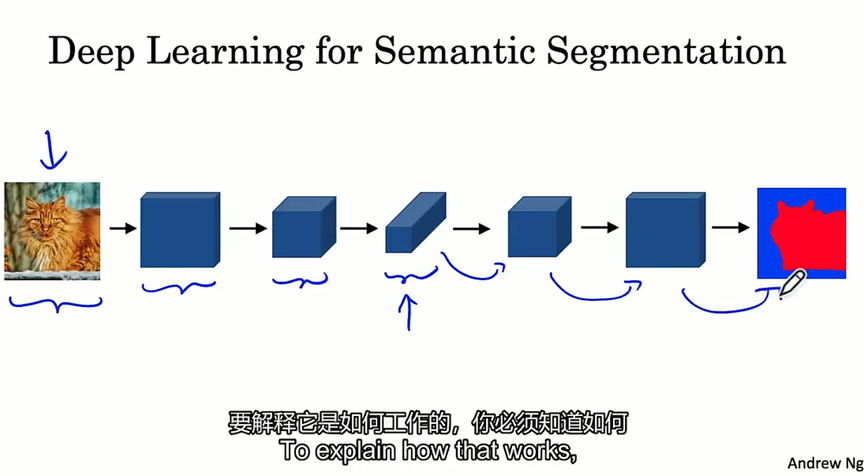 Deep Learning for Semantic Segmentation
要解释它是如何工作的，你必须知道如何
To explain how that works,
Andrew Ng